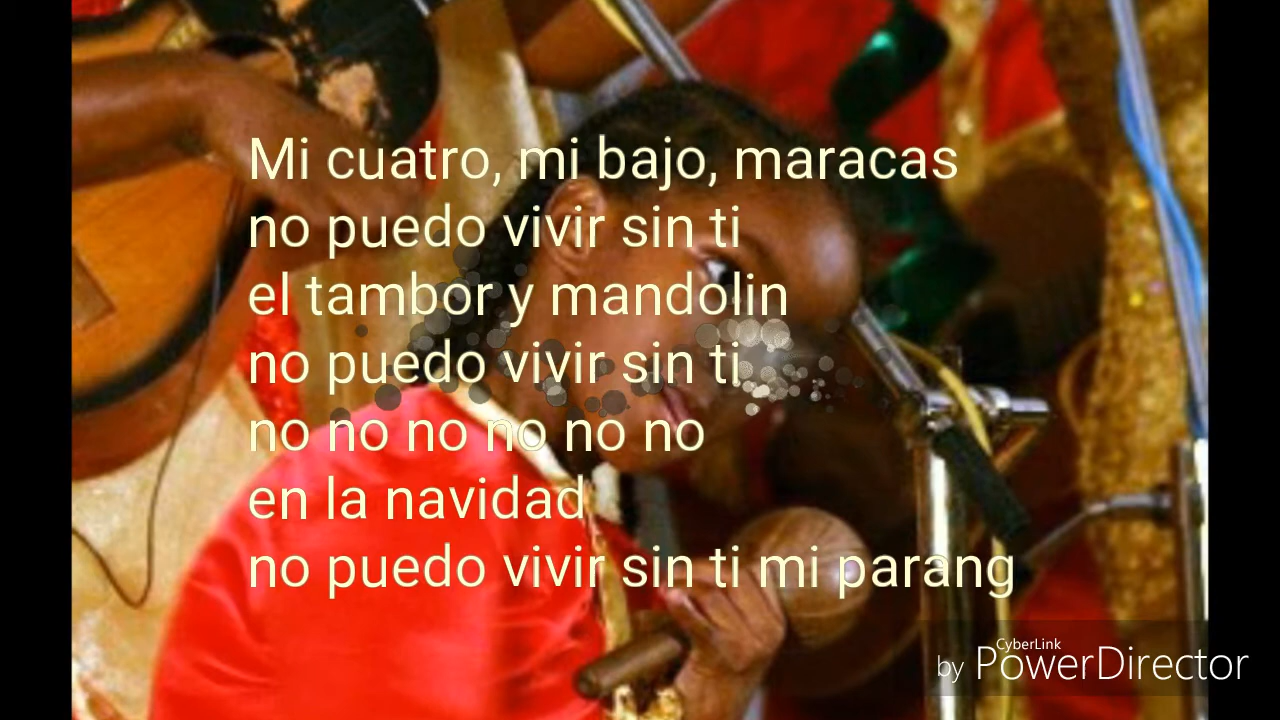 Mi cuatro, mi bajo, maracas
no puedo vivir sin ti
el tambor y mandolin
no puedo vivir sin ti
no no no no no no
en la navidad
no puedo vivir sin ti mi parang
CyberLink
by PowerDirector